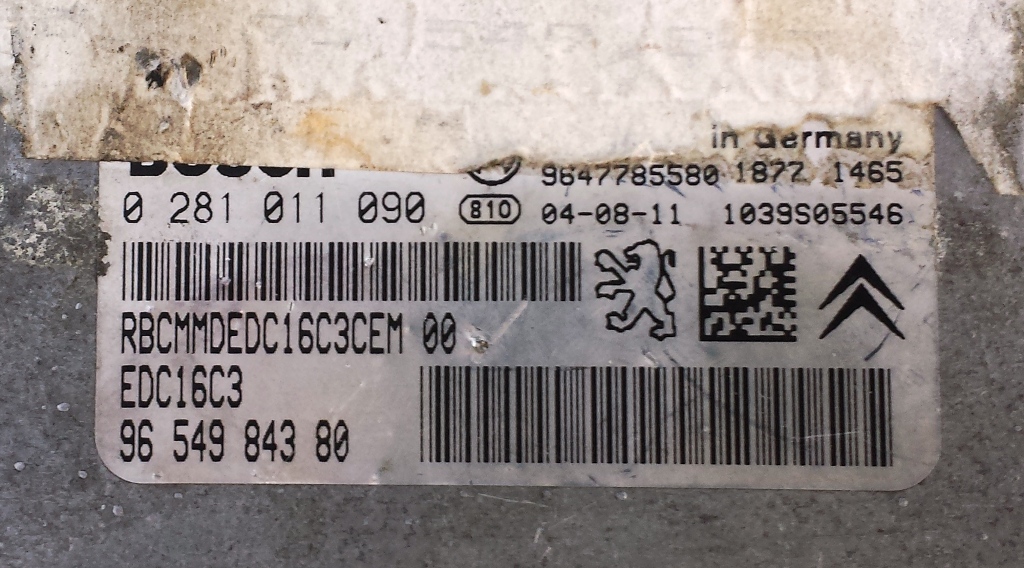 in Germany
BOSCH
9647785580 1877 1465
0 281 011 090 810 04-08-11 1039S05546
RBCMMDEDC16C3CEM 00
EDC16C3
96 549 843 80